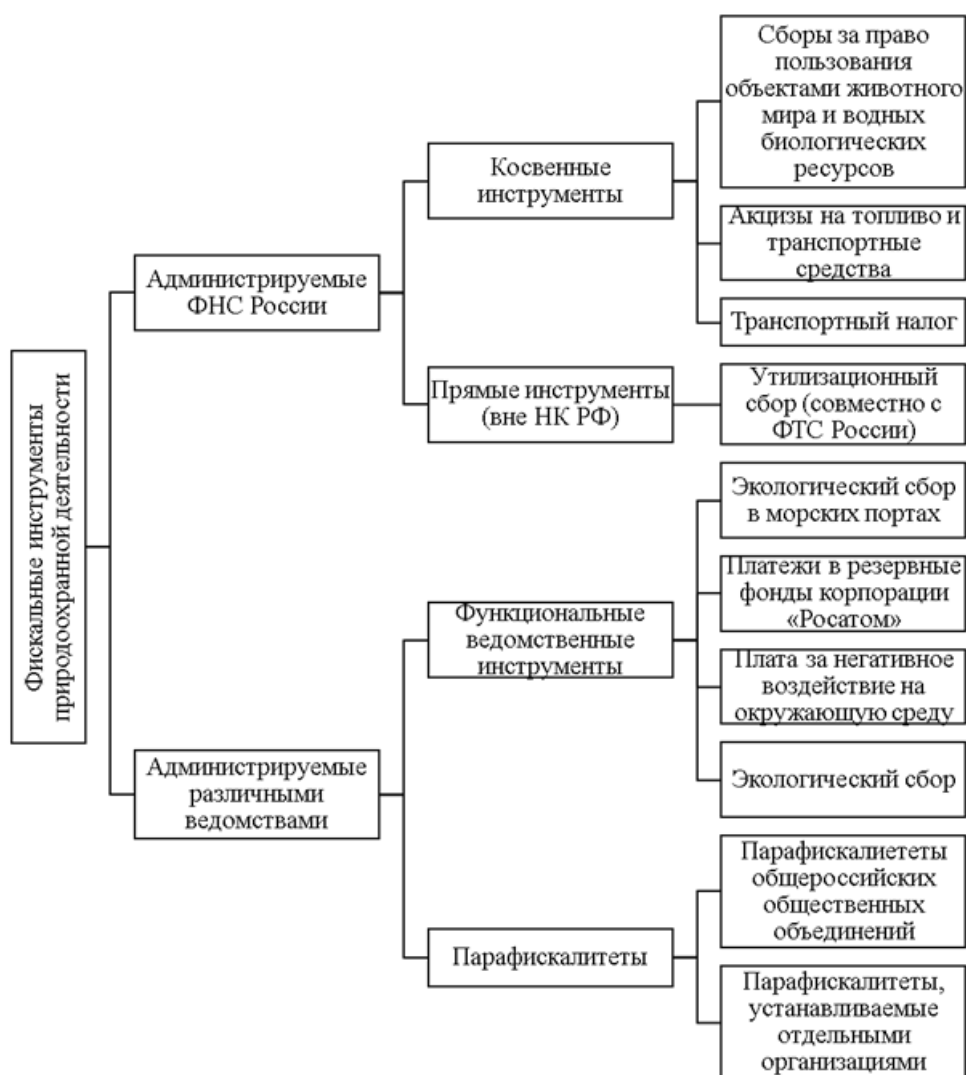 Фискальные инструменты
природоохранной деятельности
Администрируемые
ФНС России
Косвенные
инструменты
Сборы за право
пользования
объектами животного
мира и водных
биологических
ресурсов
Акцизы на топливо и
транспортные
средства
Транспортный налог
Прямые инструменты
(вне НК РФ)
Утилизационный
сбор (совместно с
ФТС России)
Администрируемые
различными
ведомствами
Функциональные
ведомственные
инструменты
Экологический сбор
в морских портах
Платежи в резервные
фонды корпорации
«Росатом»
Плата за негативное
воздействие на
окружающую среду
Экологический сбор
Парафискалитеты
Парафискалиететы
общероссийских
общественных
объединений
Парафискалитеты,
устанавливаемые
отдельными
организациями